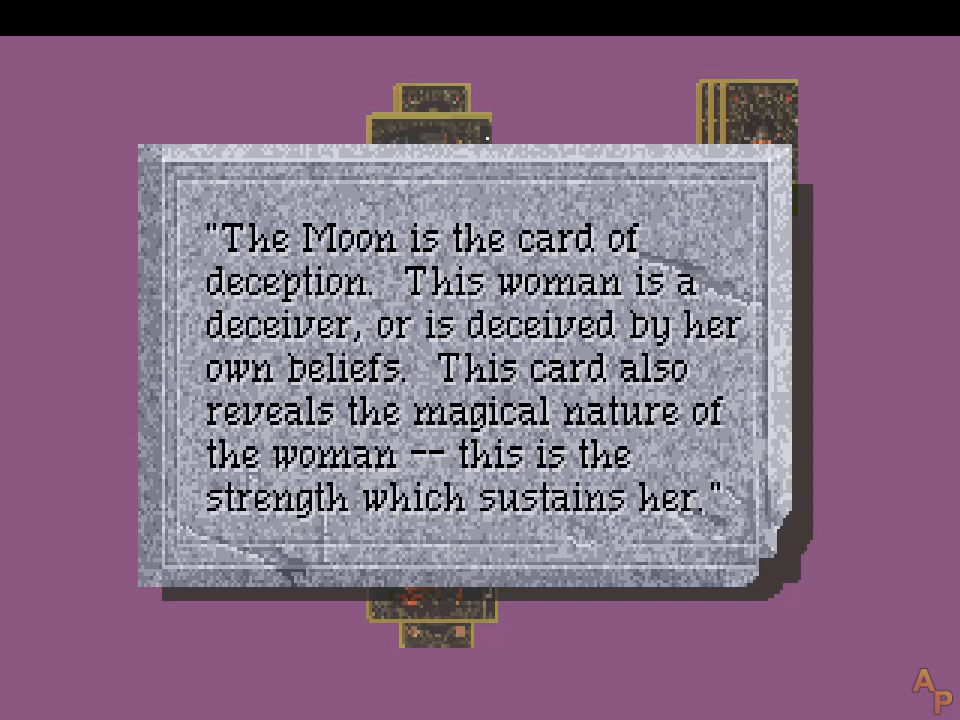 "The Moon is the card of
deception.  This woman is a
deceiver, or is deceived by her
own beliefs.  This card also
reveals the magical nature of
the woman -- this is the
strength which sustains her."
AP